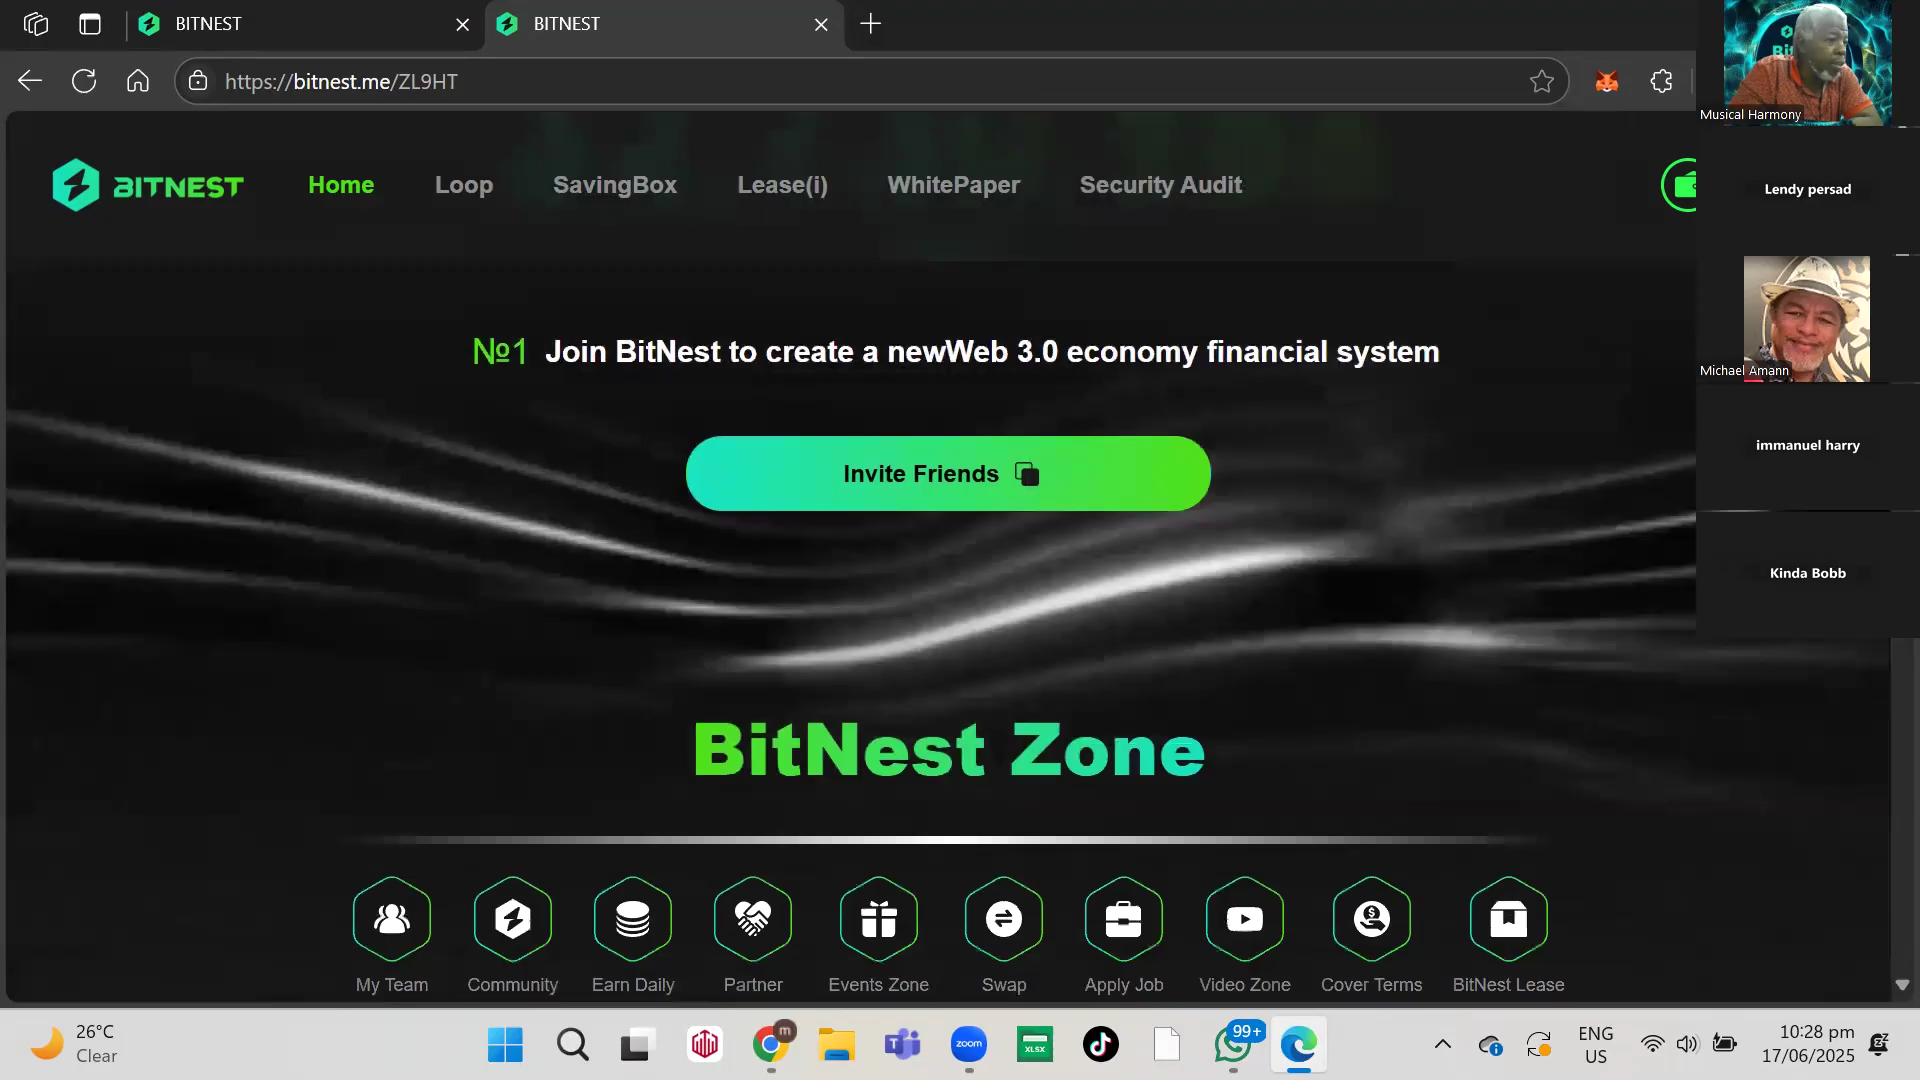 BITNEST
BITNEST
https://bitnest.me/ZL9HT
Musical Harmony
BITNEST
Home
Loop
SavingBox
Lease(i)
WhitePaper
Security Audit
Lendy persad
№1 Join BitNest to create a newWeb 3.0 economy financial system
Michael Amann
Invite Friends
immanuel harry
Kinda Bobb
BitNest Zone
My Team
Community
Earn Daily
Partner
Events Zone
Swap
Apply Job
Video Zone
Cover Terms
BitNest Lease
26°C
Clear
m
zoom
XLSX
99+
ENG
US
10:28 pm
17/06/2025